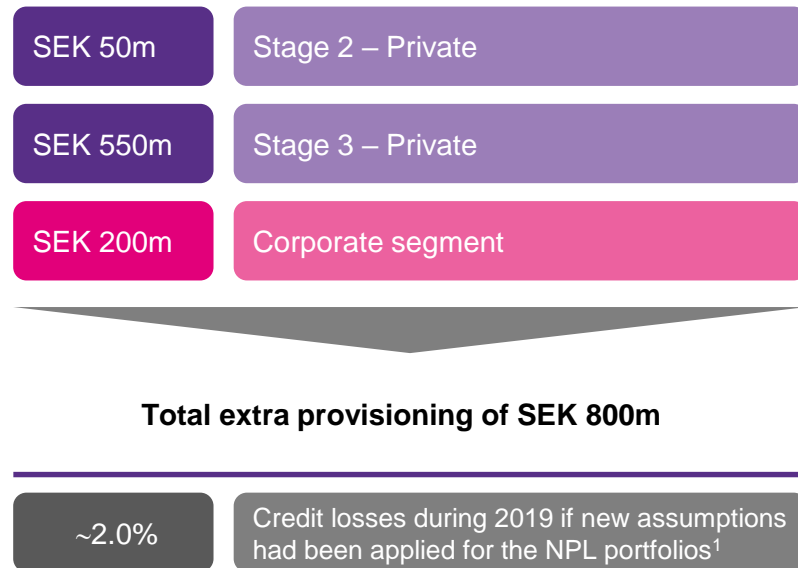 SEK 50m
Stage 2 – Private
SEK 550m
Stage 3 – Private
SEK 200m
Corporate segment
Total extra provisioning of SEK 800m
~2.0%
Credit losses during 2019 if new assumptions
had been applied for the NPL portfolios¹